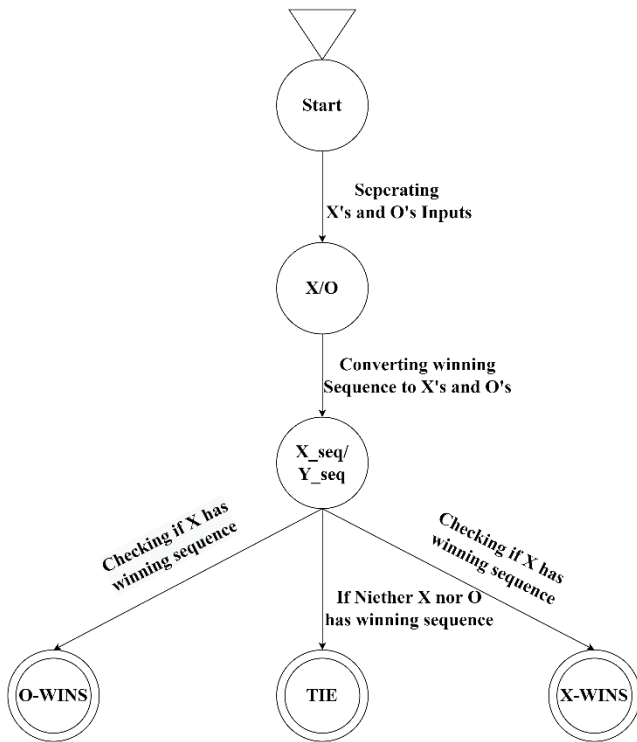 Start
Seperating
X's and O's Inputs
X/O
Converting winning
Sequence to X's and O's
X_seq/
Y_seq
Checking if X has
winning sequence
If Niether X nor O
has winning sequence
Checking if X has
winning sequence
O-WINS
TIE
X-WINS